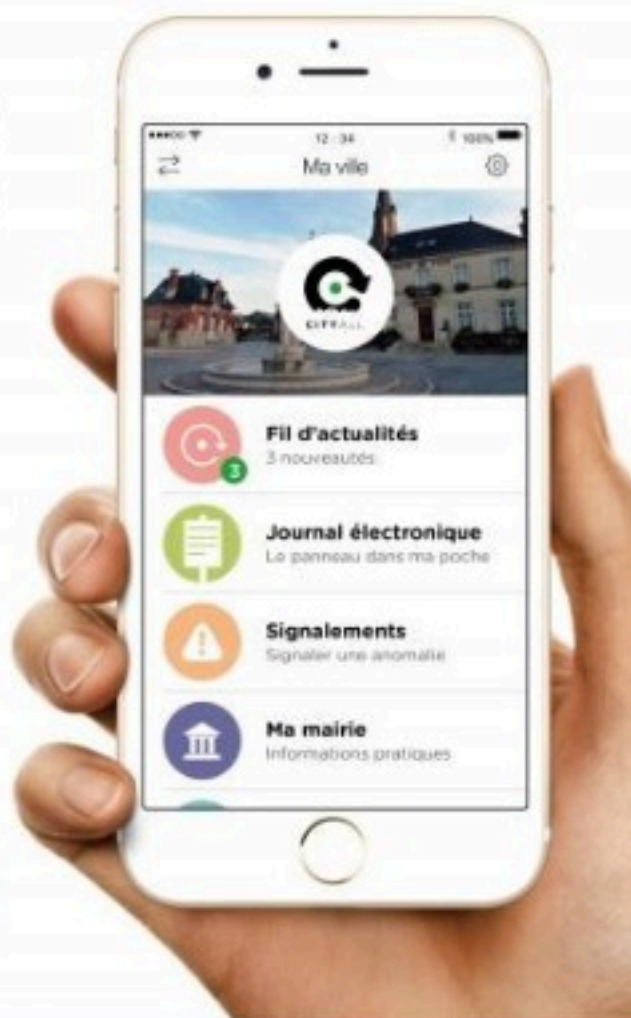 12:34
100%
Ma ville
CITYALL
Fil d'actualités
3 nouveautés
3
Journal électronique
Le panneau dans ma poche
Signalements
Signaler une anomalie
Ma mairie
Informations pratiques